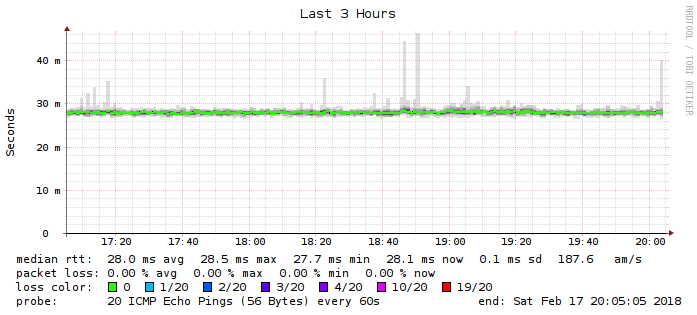 Last 3 Hours
RRDTOOL / TOBI OETIKER
Seconds
40 m
30 m
20 m
10 m
0
17:20 17:40 18:00 18:20 18:40 19:00 19:20 19:40 20:00
median rtt: 28.0 ms avg 28.5 ms max 27.7 ms min 28.1 ms now 0.1 ms sd 187.6 am/s
packet loss: 0.00 % avg 0.00 % max 0.00 % min 0.00 % now
loss color: 0 1/20 2/20 3/20 4/20 10/20 19/20
probe: 20 ICMP Echo Pings (56 Bytes) every 60s end: Sat Feb 17 20:05:05 2018